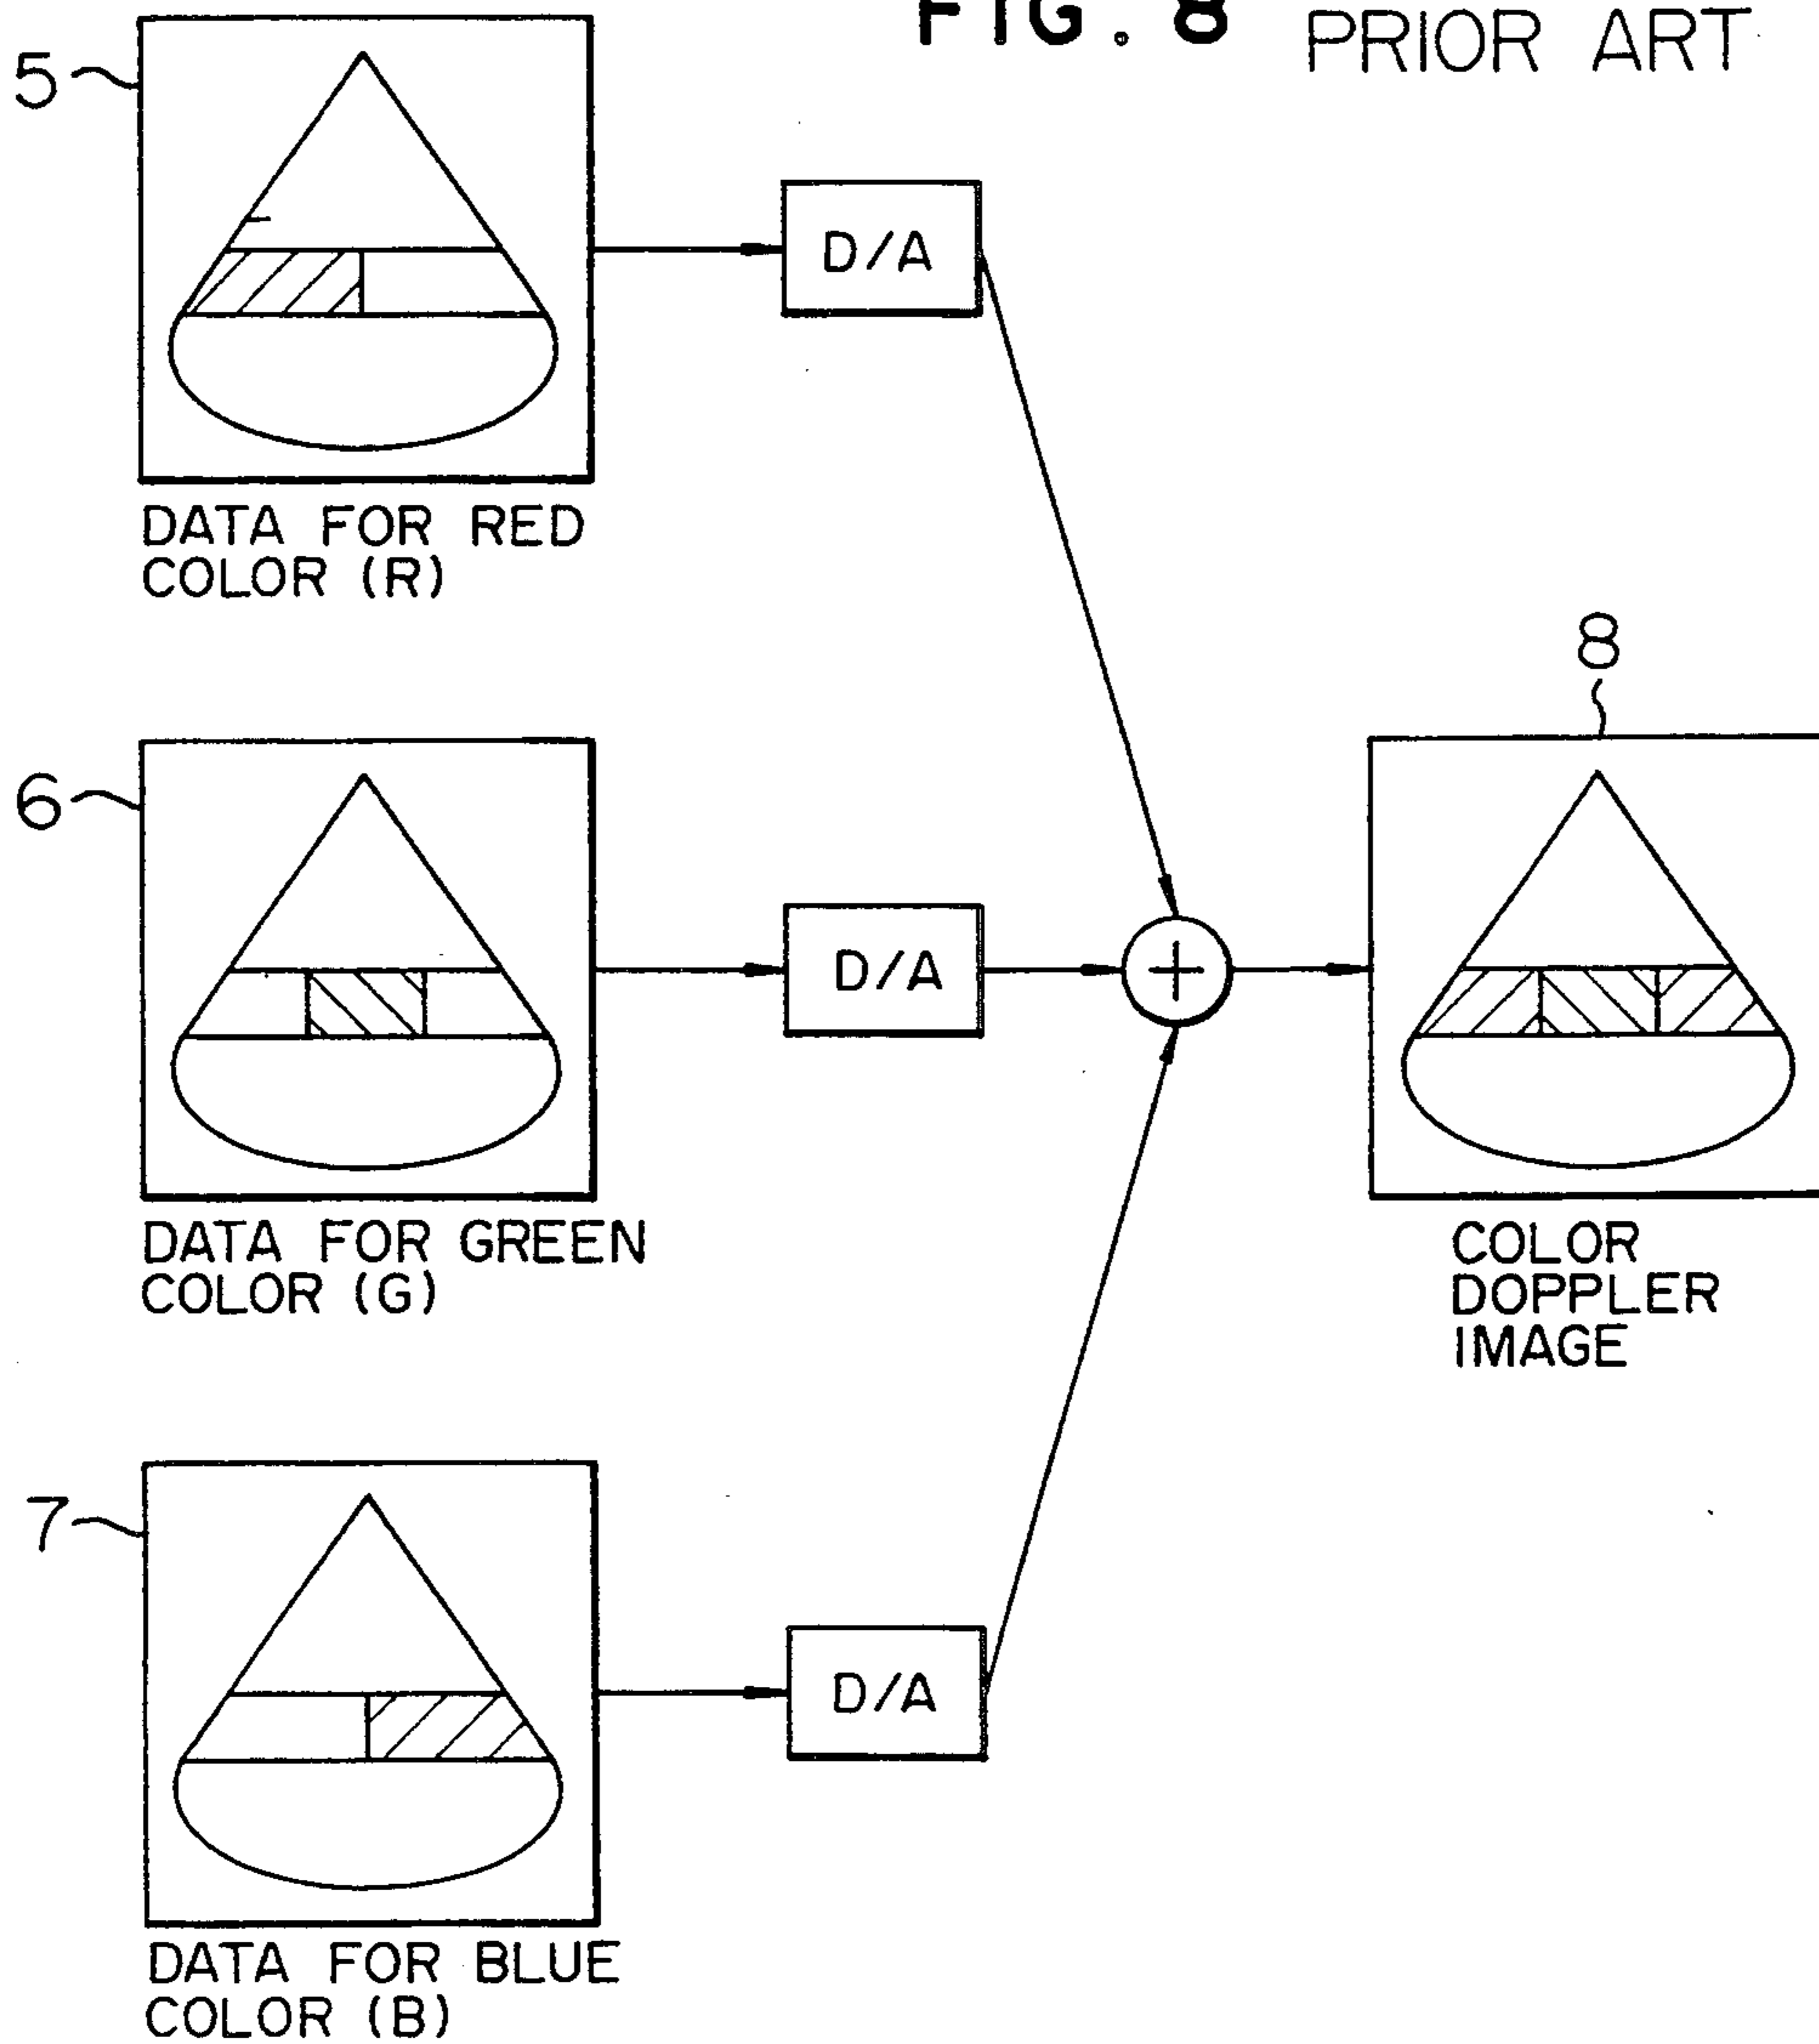 FIG. 8 PRIOR ART
5
D/A
DATA FOR RED
COLOR (R)
8
6
D/A
+
DATA FOR GREEN
COLOR (G)
COLOR
DOPPLER
IMAGE
7
D/A
DATA FOR BLUE
COLOR (B)